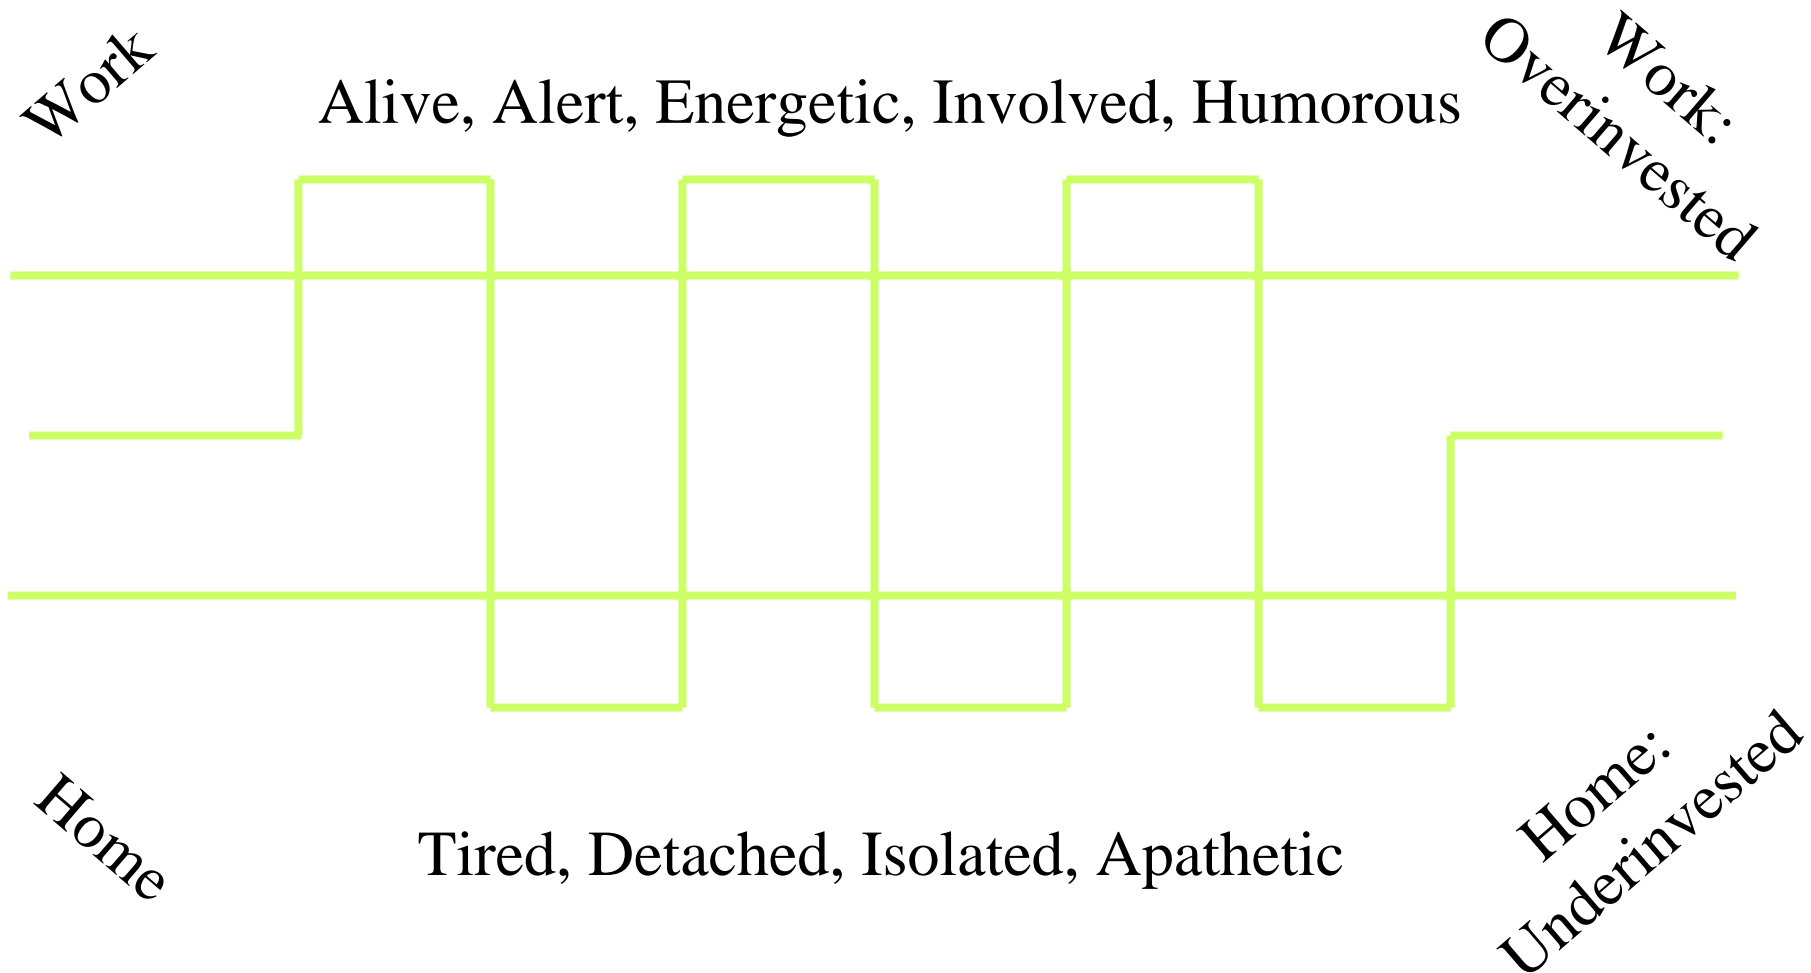 Work
Alive, Alert, Energetic, Involved, Humorous
Work:
Overinvested
Home
Tired, Detached, Isolated, Apathetic
Home:
Underinvested